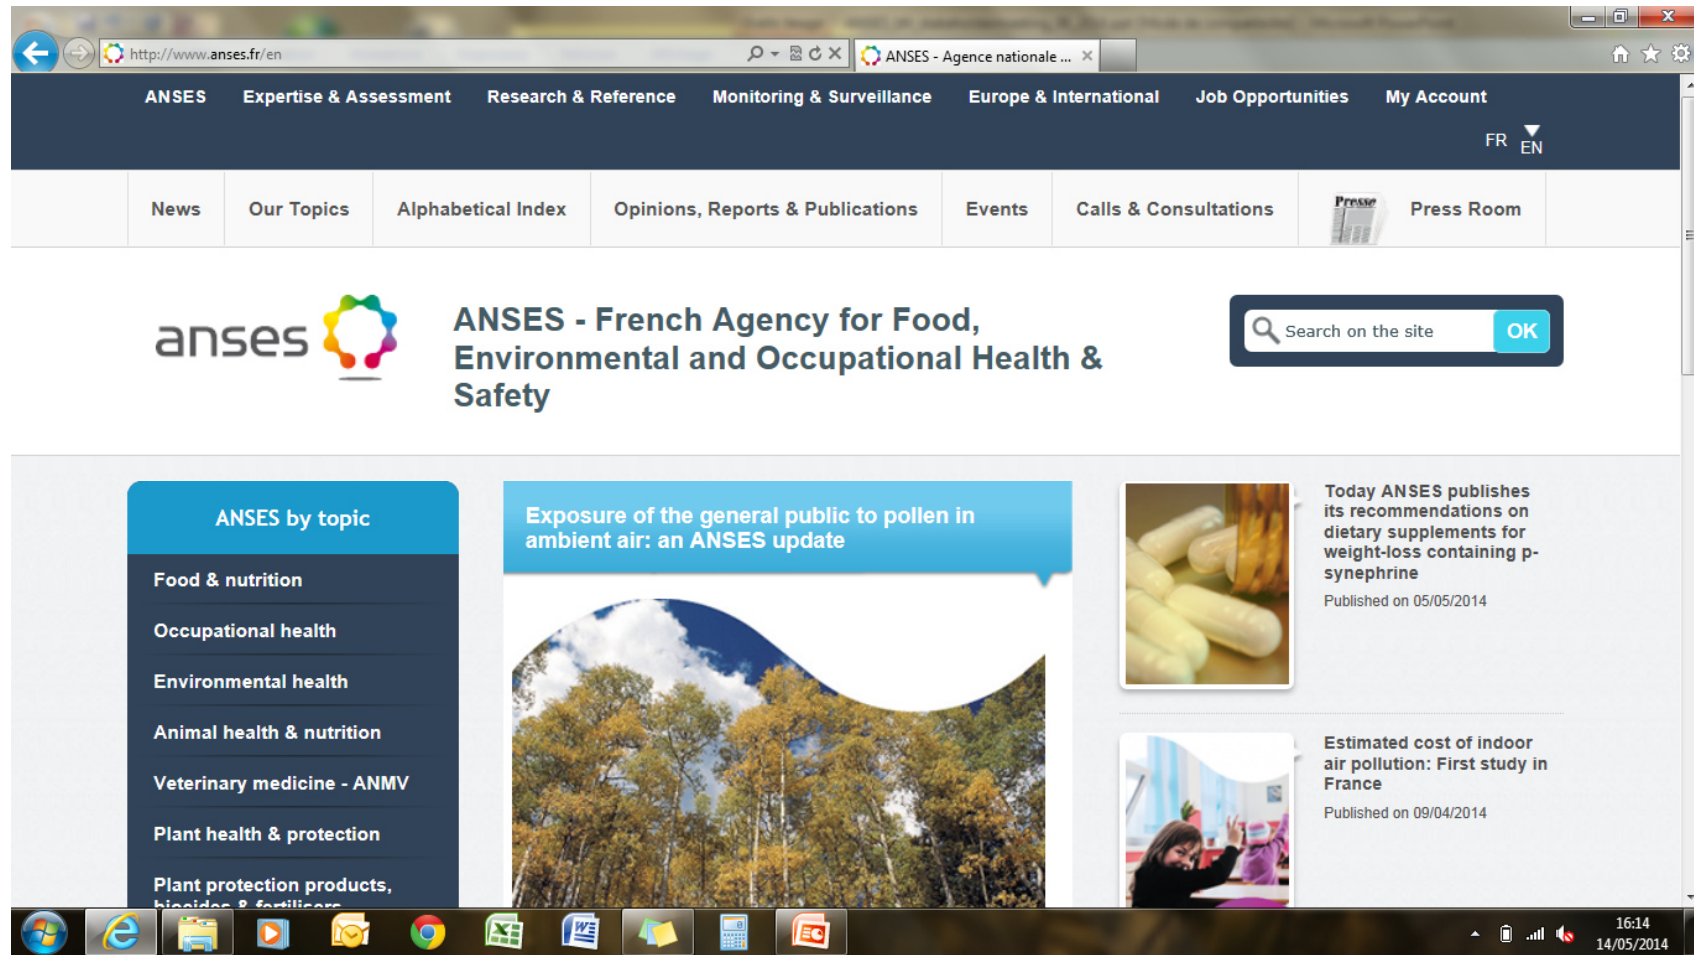 http://www.anses.fr/en
ANSES - Agence nationale ...
ANSES Expertise & Assessment Research & Reference Monitoring & Surveillance Europe & International Job Opportunities My Account
FR EN
News Our Topics Alphabetical Index Opinions, Reports & Publications Events Calls & Consultations Presse Press Room
anses
ANSES - French Agency for Food,
Environmental and Occupational Health &
Safety
Search on the site OK
ANSES by topic
Food & nutrition
Occupational health
Environmental health
Animal health & nutrition
Veterinary medicine - ANMV
Plant health & protection
Plant protection products,
biocides & fertilisers
Exposure of the general public to pollen in
ambient air: an ANSES update
Today ANSES publishes
its recommendations on
dietary supplements for
weight-loss containing p-
synephrine
Published on 05/05/2014
Estimated cost of indoor
air pollution: First study in
France
Published on 09/04/2014
16:14
14/05/2014